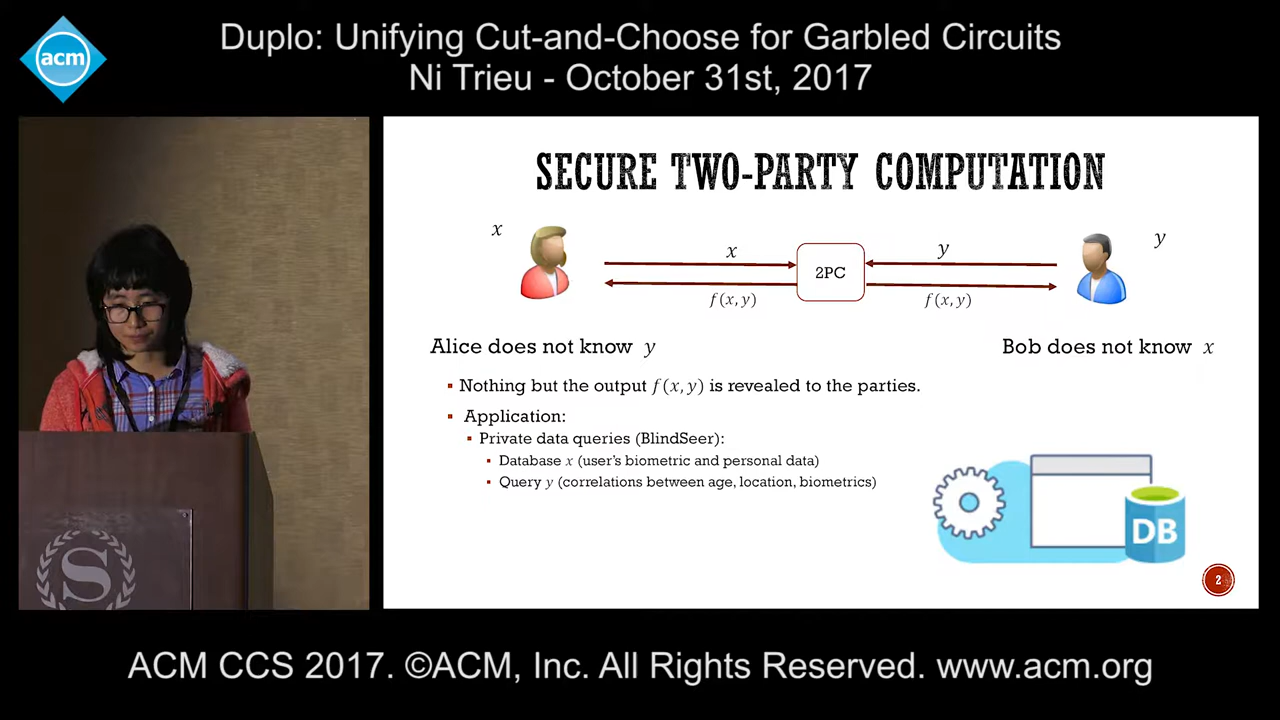 acm
Duplo: Unifying Cut-and-Choose for Garbled Circuits
Ni Trieu - October 31st, 2017
SECURE TWO-PARTY COMPUTATION
x
x
2PC
y
y
f(x, y)
f(x, y)
Alice does not know y
Bob does not know x
▪ Nothing but the output f(x, y) is revealed to the parties.
▪ Application:
▪ Private data queries (BlindSeer):
▪ Database x (user's biometric and personal data)
▪ Query y (correlations between age, location, biometrics)
DB
2
S
ACM CCS 2017. ©ACM, Inc. All Rights Reserved. www.acm.org